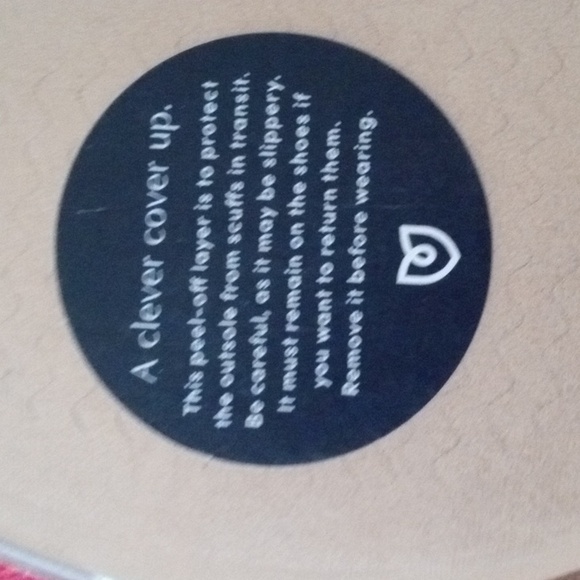 A clever cover up.
This peel-off layer is to protect
the outsole from scuffs in transit.
Be careful, as it may be slippery.
It must remain on the shoes if
you want to return them.
Remove it before wearing.